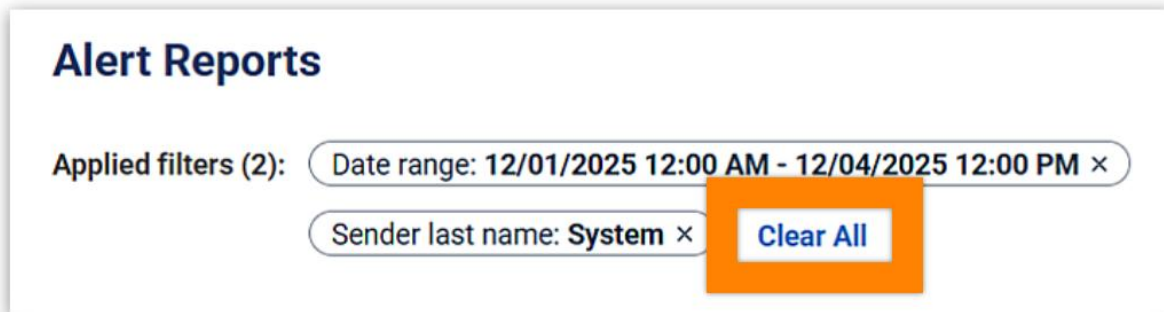 Alert Reports
Applied filters (2): Date range: 12/01/2025 12:00 AM - 12/04/2025 12:00 PM ×
Sender last name: System × Clear All